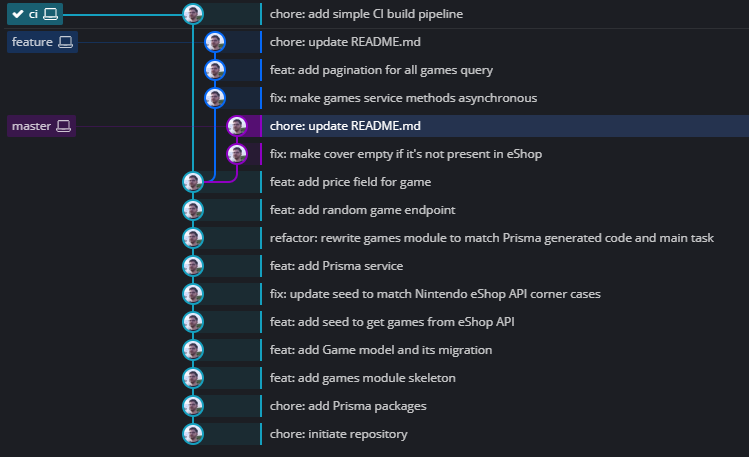 ci chore: add simple CI build pipeline
feature chore: update README.md
feat: add pagination for all games query
fix: make games service methods asynchronous
master chore: update README.md
fix: make cover empty if it's not present in eShop
feat: add price field for game
feat: add random game endpoint
refactor: rewrite games module to match Prisma generated code and main task
feat: add Prisma service
fix: update seed to match Nintendo eShop API corner cases
feat: add seed to get games from eShop API
feat: add Game model and its migration
feat: add games module skeleton
chore: add Prisma packages
chore: initiate repository